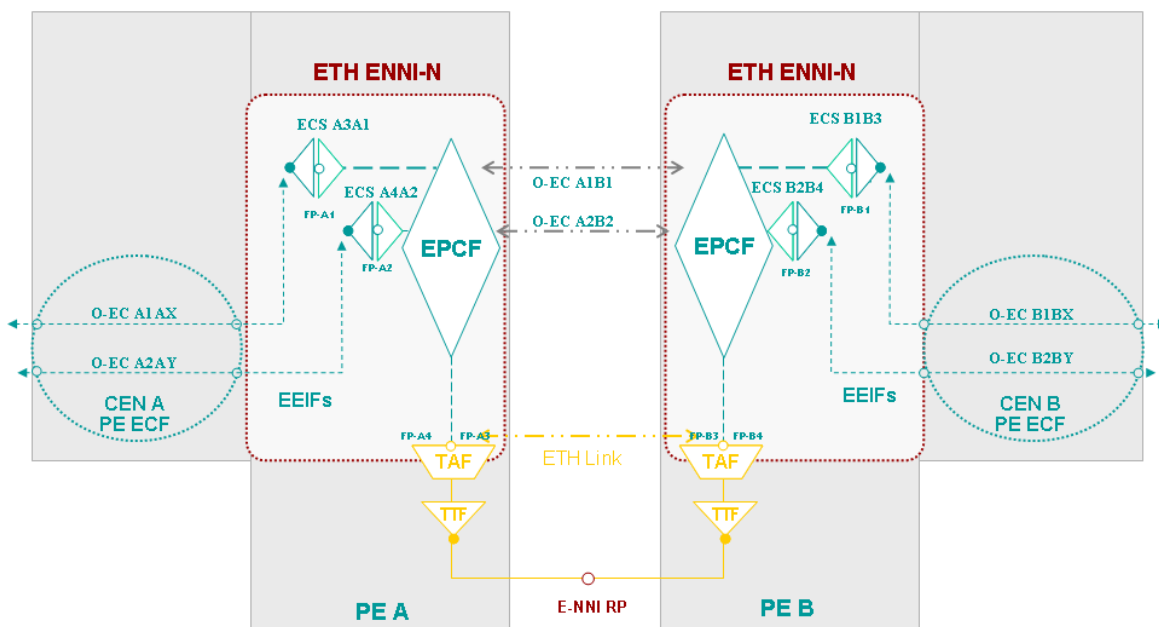 ETH ENNI-N
ETH ENNI-N
ECS A3A1
ECS B1B3
O-EC A1B1
ECS A4A2
ECS B2B4
FP-A1
FP-B1
O-EC A2B2
EPCF
EPCF
FP-A2
FP-B2
O-EC A1AX
O-EC B1BX
O-EC A2AY
O-EC B2BY
EEIFs
EEIFs
CEN A
PE ECF
CEN B
PE ECF
FP-A4
FP-A3
FP-B3
FP-B4
ETH Link
TAF
TAF
TTF
TTF
E-NNI RP
PE A
PE B